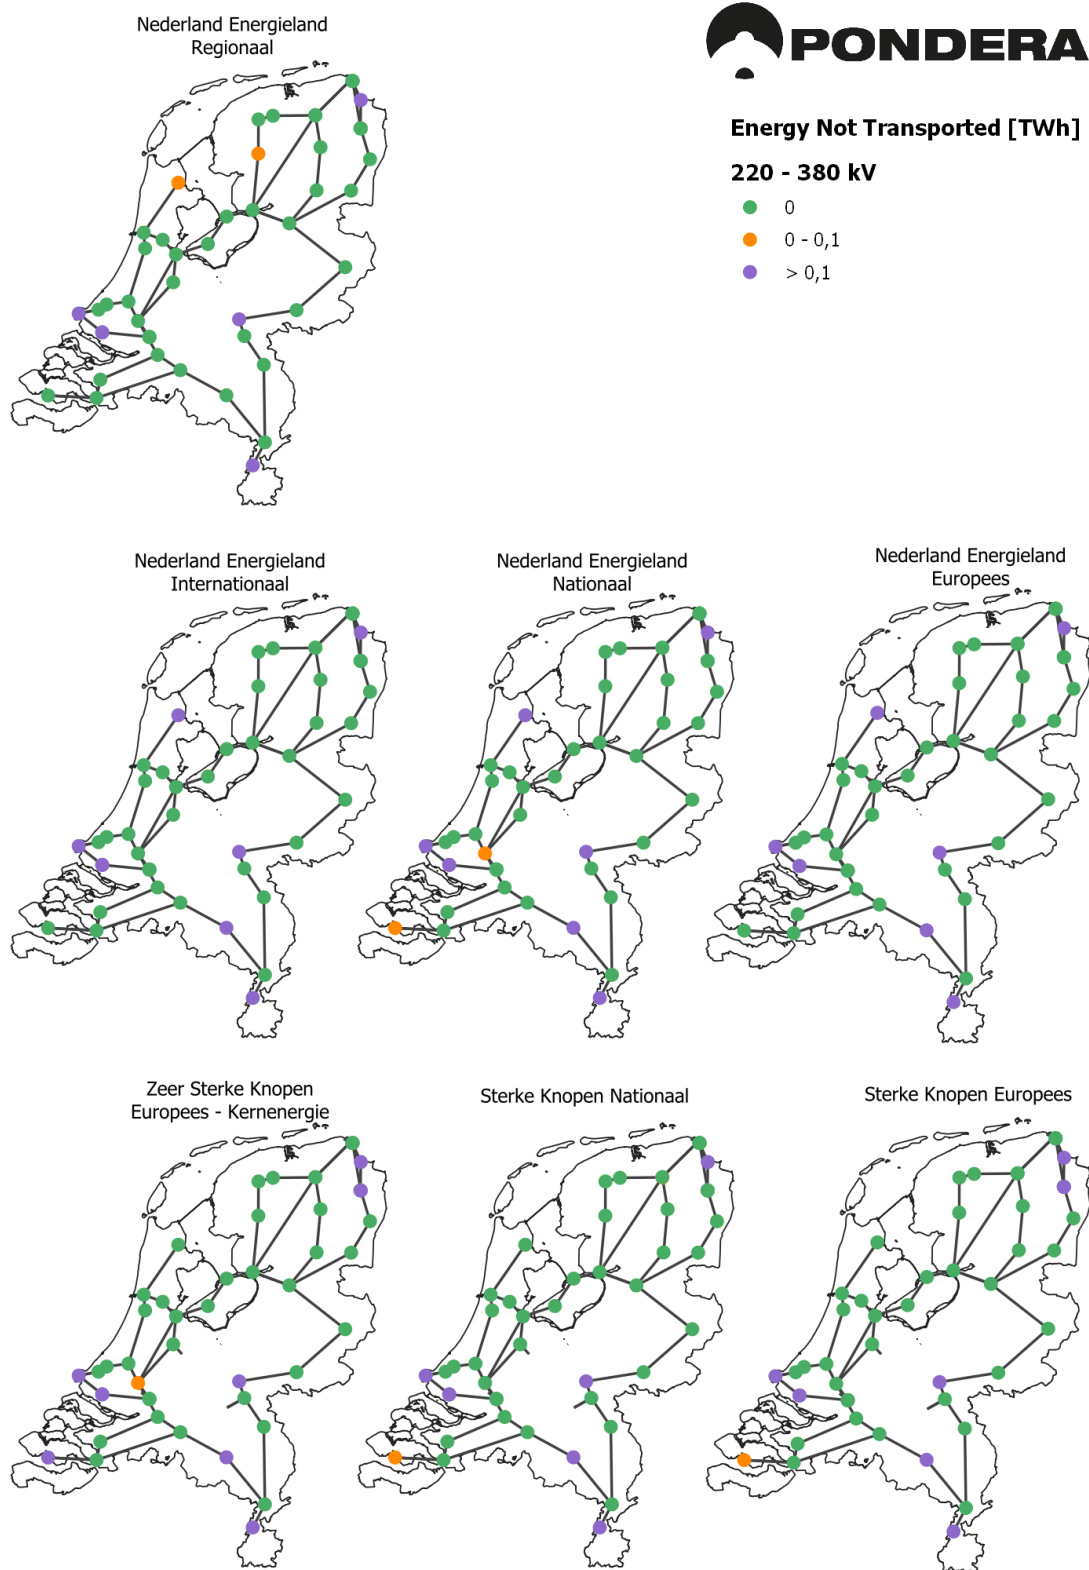 Nederland Energieland
Regionaal
PONDERA
Energy Not Transported [TWh]
220 - 380 kV
0
0 - 0,1
> 0,1
Nederland Energieland
Internationaal
Nederland Energieland
Nationaal
Nederland Energieland
Europees
Zeer Sterke Knopen
Europees - Kernenergie
Sterke Knopen Nationaal
Sterke Knopen Europees